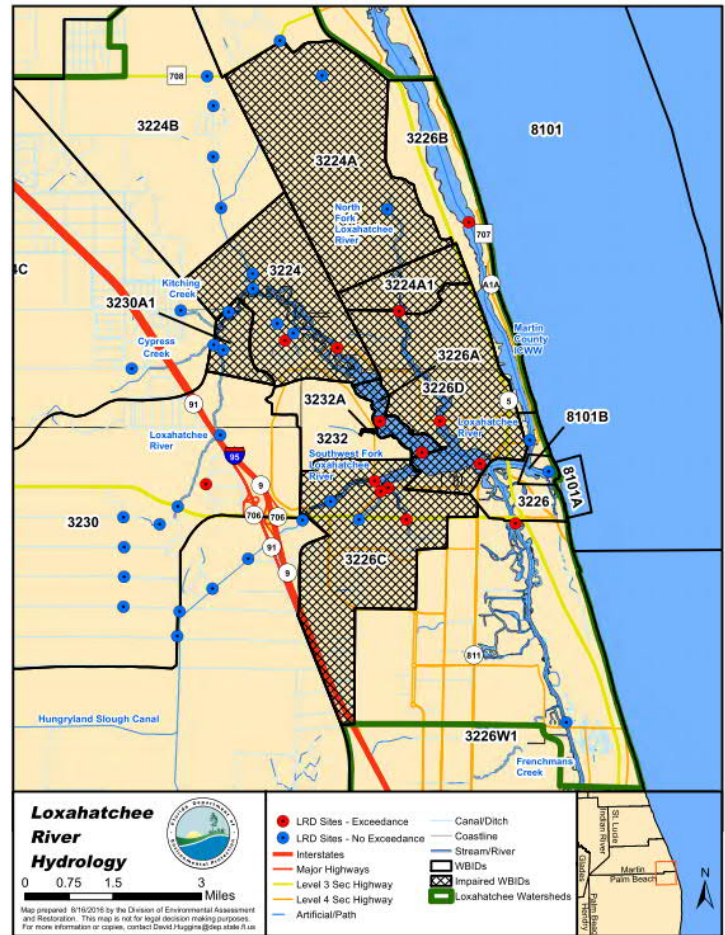 708
3224B
3226B
8101
3224A
North
Fork
Loxahatchee
River
707
3224
3224A1
A1A
Kitching
Creek
3230A1
Cypress
Creek
Martin
County
ICWW
3226A
3226D
91
3232A
5
Loxahatchee
River
3232
Loxahatchee
River
8101B
95
Southwest Fork
Loxahatchee
River
8101A
9
3226
3230
706
706
91
3226C
9
811
Hungryland Slough Canal
3226W1
Frenchmans
Creek
Loxahatchee
River
Hydrology
Florida Department of
Environmental Protection
0 0.75 1.5 3
Miles
Map prepared 8/16/2016 by the Division of Environmental Assessment
and Restoration. This map is not for legal decision making purposes.
For more information or copies, contact David.Huggins@dep.state.fl.us
LRD Sites - Exceedance
LRD Sites - No Exceedance
Interstates
Major Highways
Level 3 Sec Highway
Level 4 Sec Highway
Artificial/Path
Canal/Ditch
Coastline
Stream/River
WBIDs
Impaired WBIDs
Loxahatchee Watersheds
St. Lucie
Indian River
Martin
Palm Beach
Glades
Palm Beach
Hendry
N